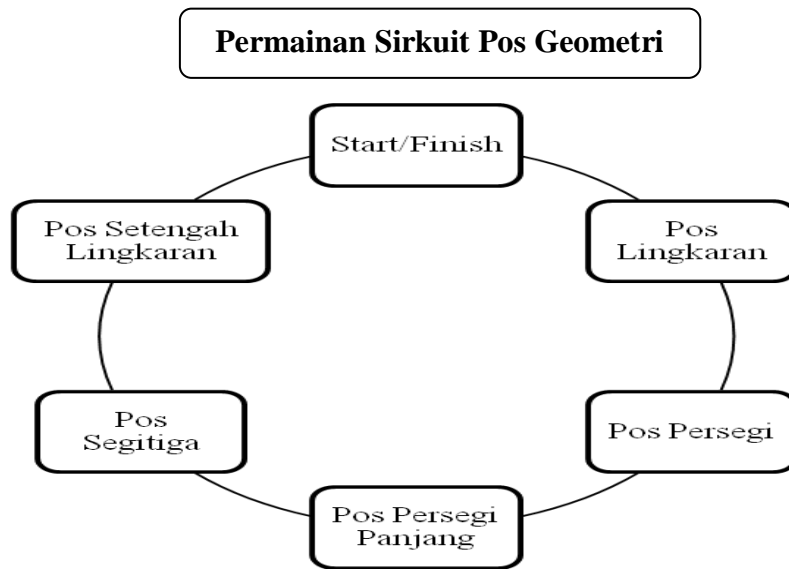 Permainan Sirkuit Pos Geometri
Start/Finish
Pos
Lingkaran
Pos Persegi
Pos Persegi
Panjang
Pos
Segitiga
Pos Setengah
Lingkaran